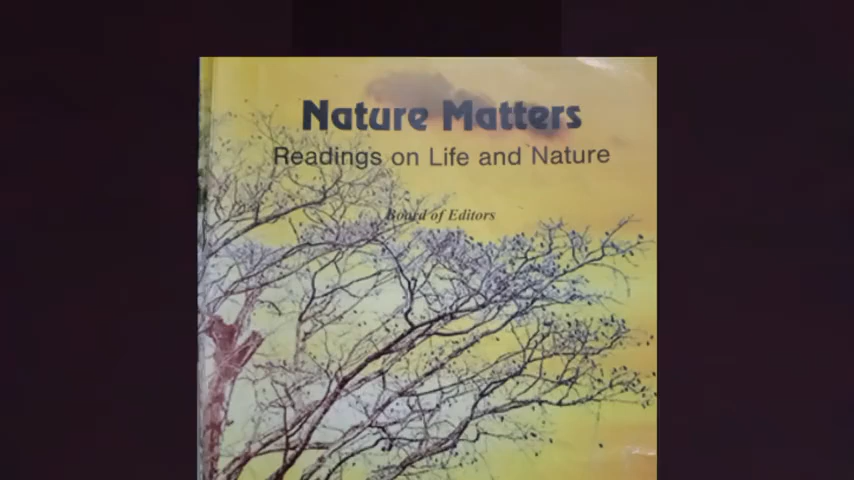 Nature Matters
Readings on Life and Nature
Board of Editors